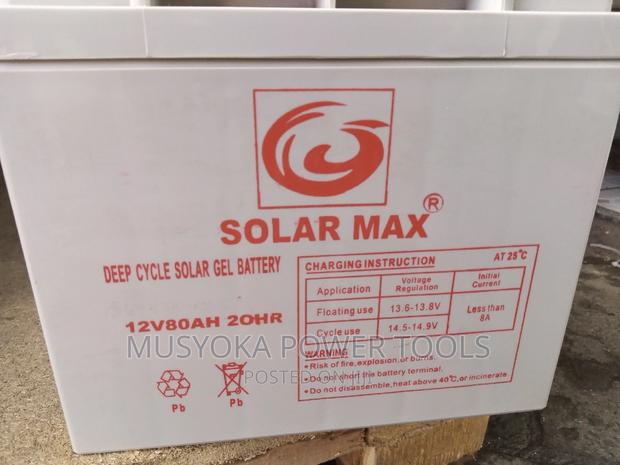 SOLAR MAX ®
DEEP CYCLE SOLAR GEL BATTERY
12V80AH 20HR
Pb Pb
CHARGING INSTRUCTION AT 25°C
Application Voltage Regulation Initial Current
Floating use 13.6-13.8V Less than 8A
Cycle use 14.5-14.9V
WARNING
• Risk of fire,explosion,or burns.
• Do not short the battery terminal.
• Do not disassemble,heat above 40°C,or incinerate
MUSYOKA POWER TOOLS
POSTED ON jiji